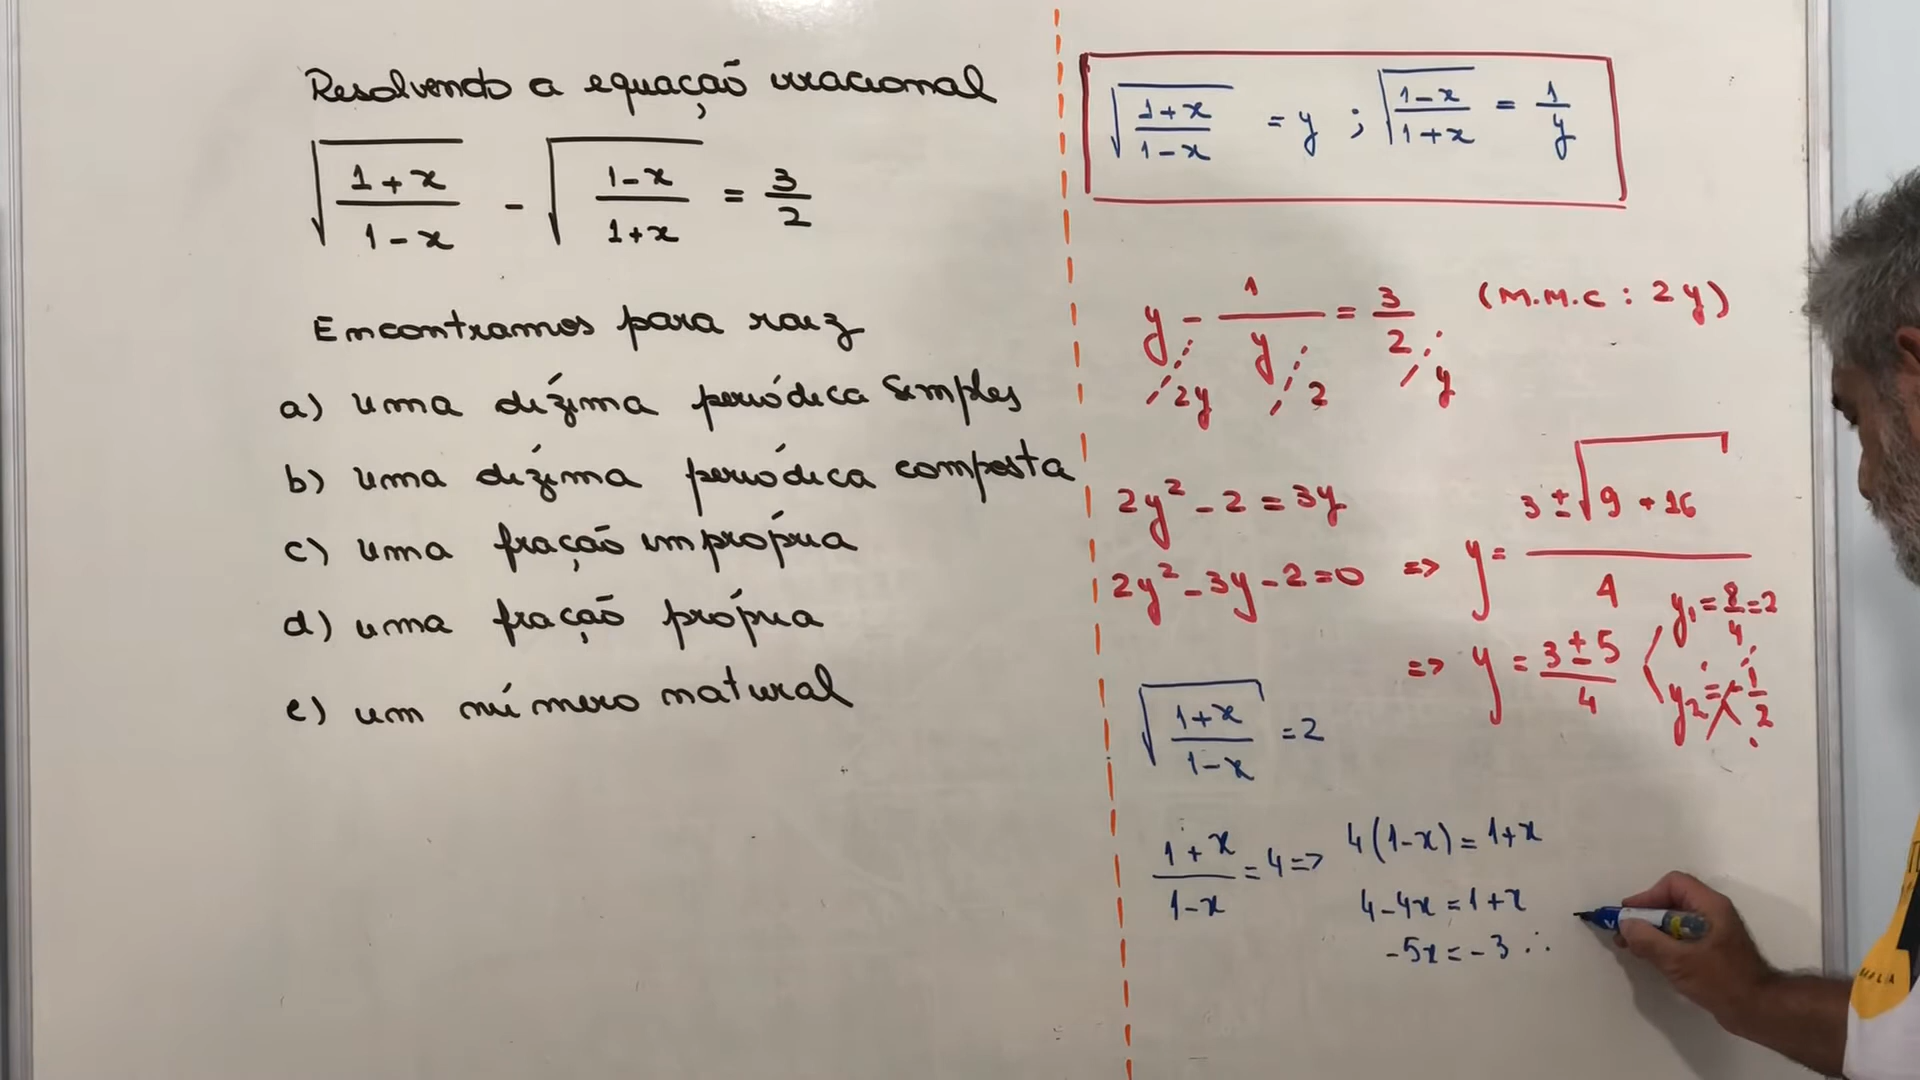 Resolvendo a equação irracional
√((1+x)/(1-x)) - √((1-x)/(1+x)) = 3/2
Encontramos para raiz
a) uma dízima periódica simples
b) uma dízima periódica composta
c) uma fração imprópria
d) uma fração própria
e) um número natural
√((1+x)/(1-x)) = y ; √((1-x)/(1+x)) = 1/y
y - 1/y = 3/2 (M.M.C : 2y)
2y 2 y
2y² - 2 = 3y
2y² - 3y - 2 = 0 => y = (3 ± √(9 + 16))/4
=> y = (3 ± 5)/4
y₁ = 8/4 = 2
y₂ = -1/2
√((1+x)/(1-x)) = 2
(1+x)/(1-x) = 4 => 4(1-x) = 1+x
4-4x = 1+x
-5x = -3 ∴